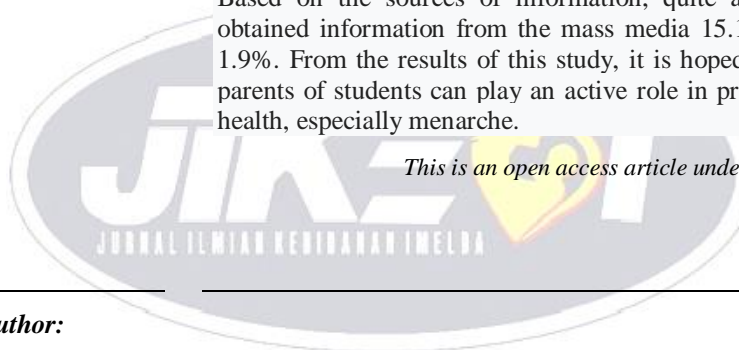 Based on the sources of information, quite a
obtained information from the mass media 15.1
1.9%. From the results of this study, it is hoped
parents of students can play an active role in pr
health, especially menarche.
This is an open access article unde
JIKEMI
JURNAL ILMIAH KEBIDANAN IMELDA
uthor: